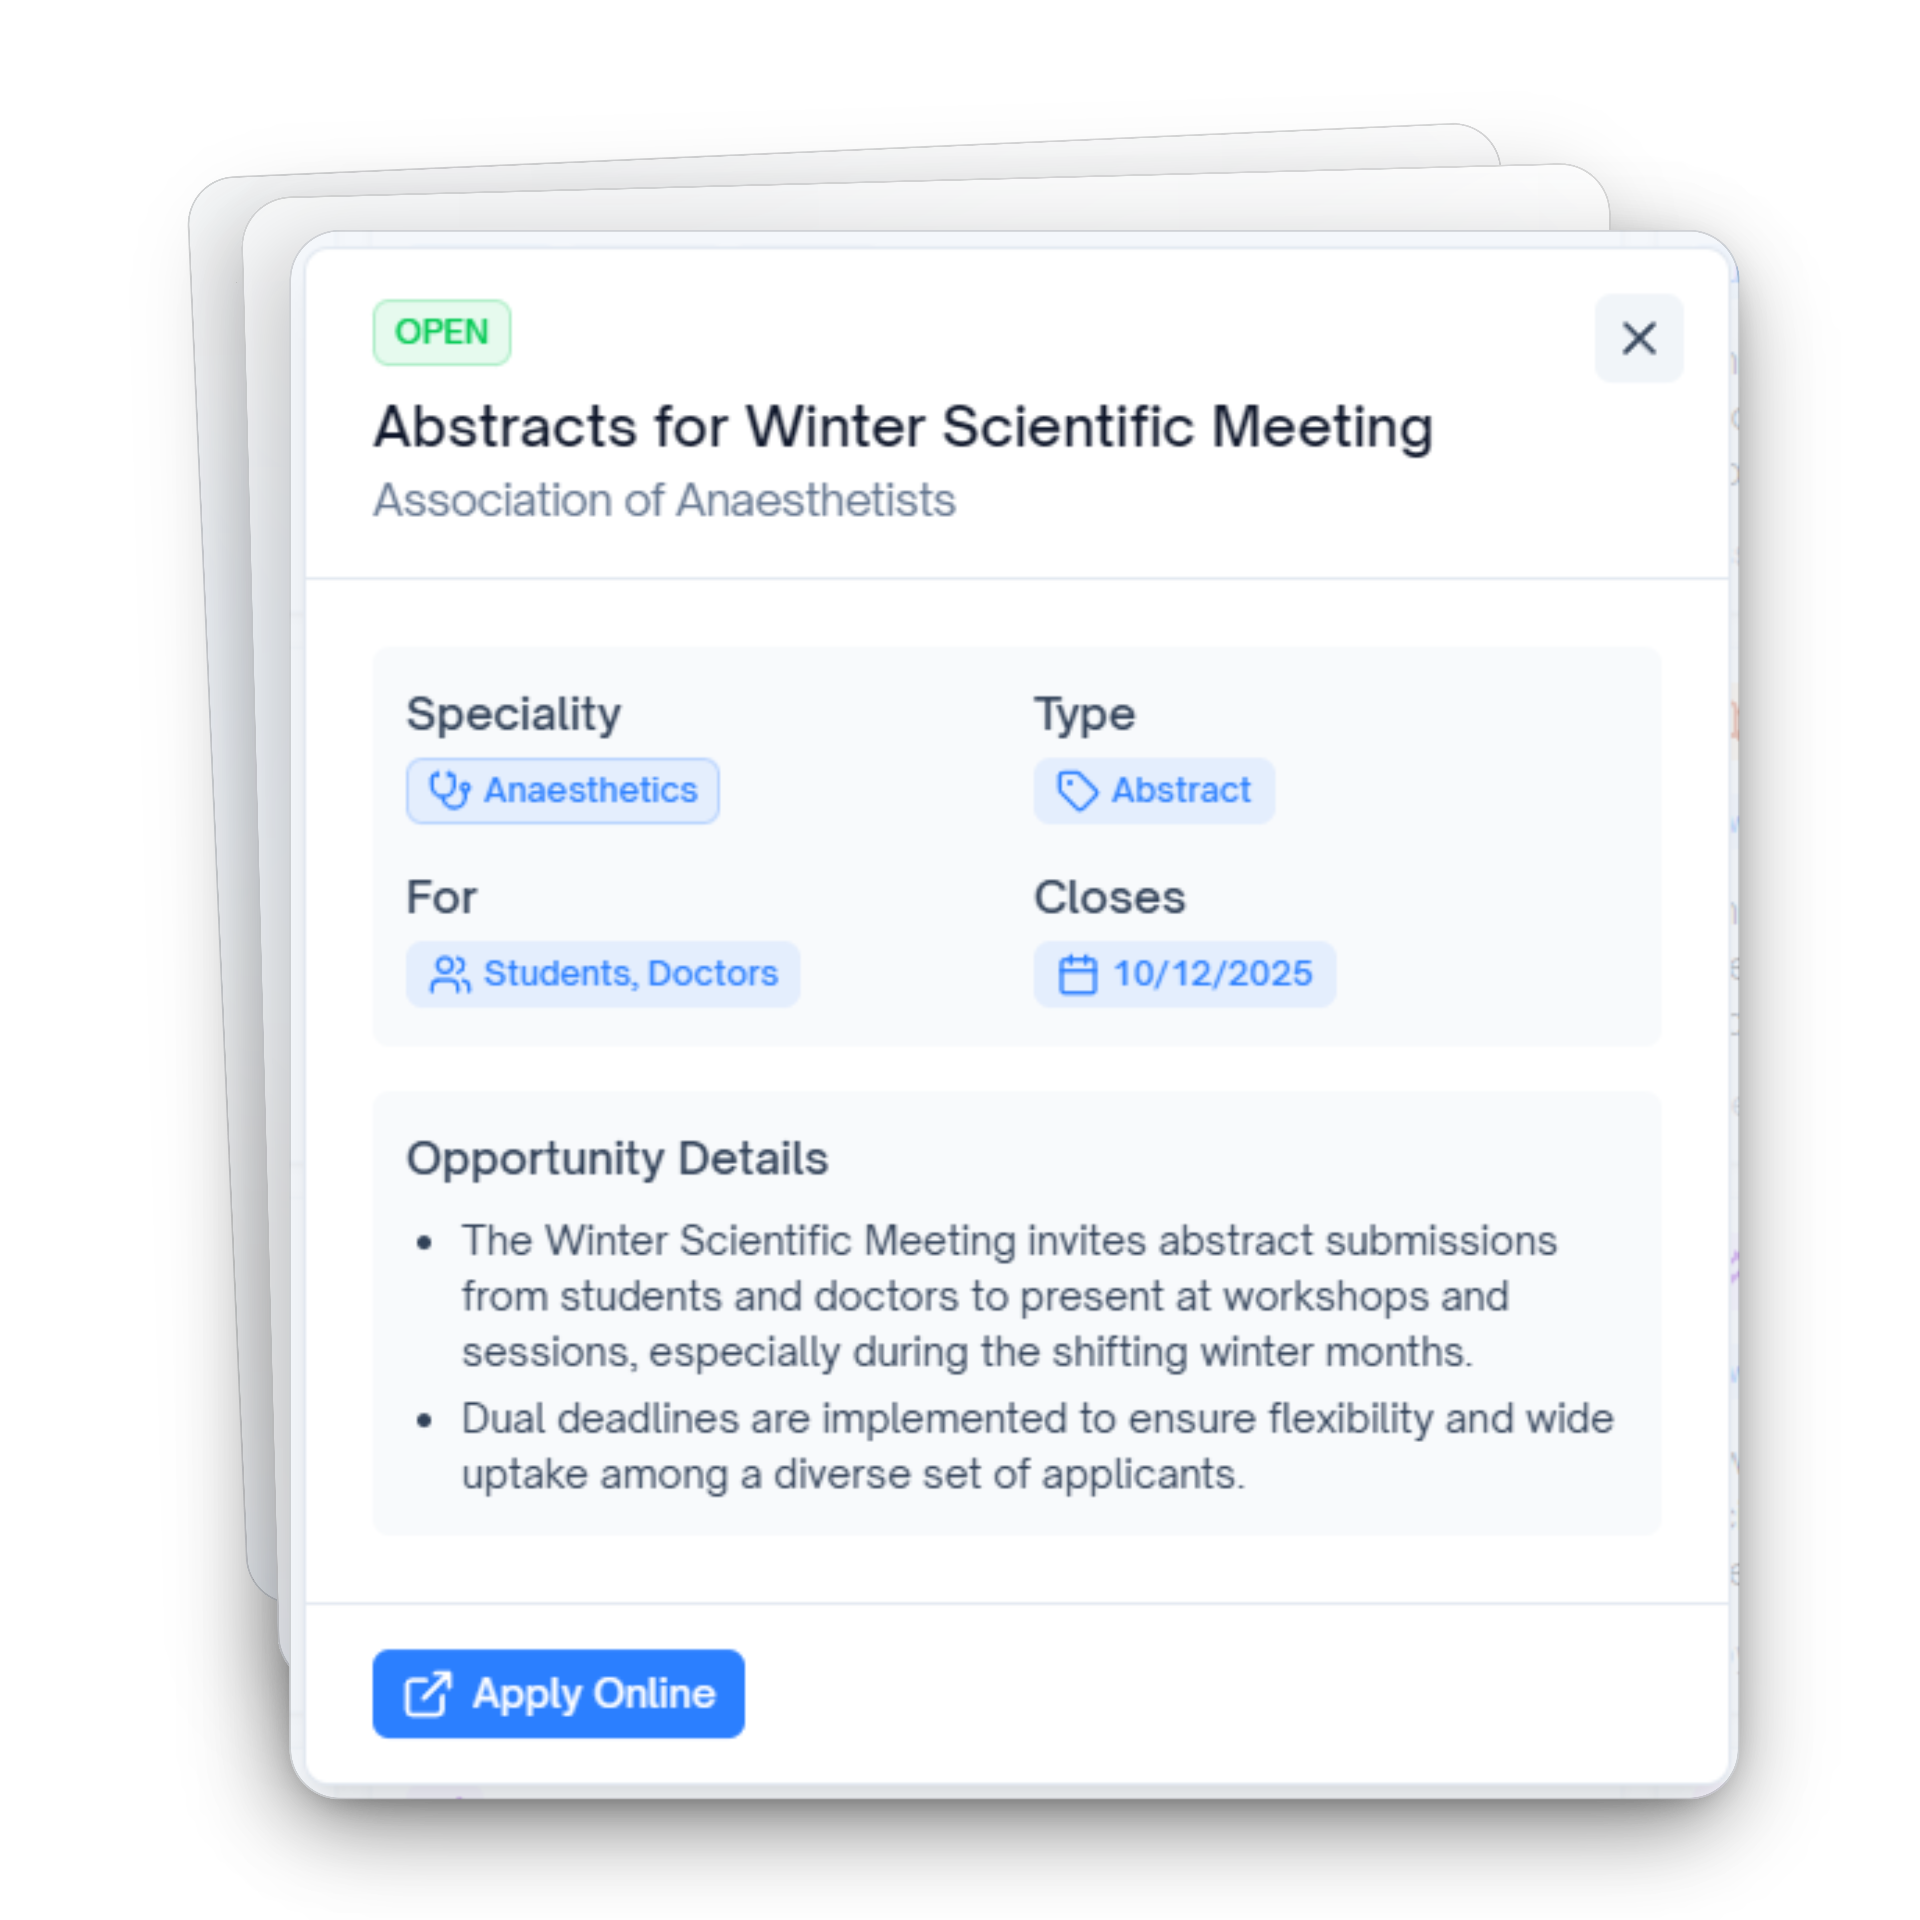 OPEN
Abstracts for Winter Scientific Meeting
Association of Anaesthetists
Speciality
Anaesthetics
Type
Abstract
For
Students, Doctors
Closes
10/12/2025
Opportunity Details
• The Winter Scientific Meeting invites abstract submissions
from students and doctors to present at workshops and
sessions, especially during the shifting winter months.
• Dual deadlines are implemented to ensure flexibility and wide
uptake among a diverse set of applicants.
Apply Online